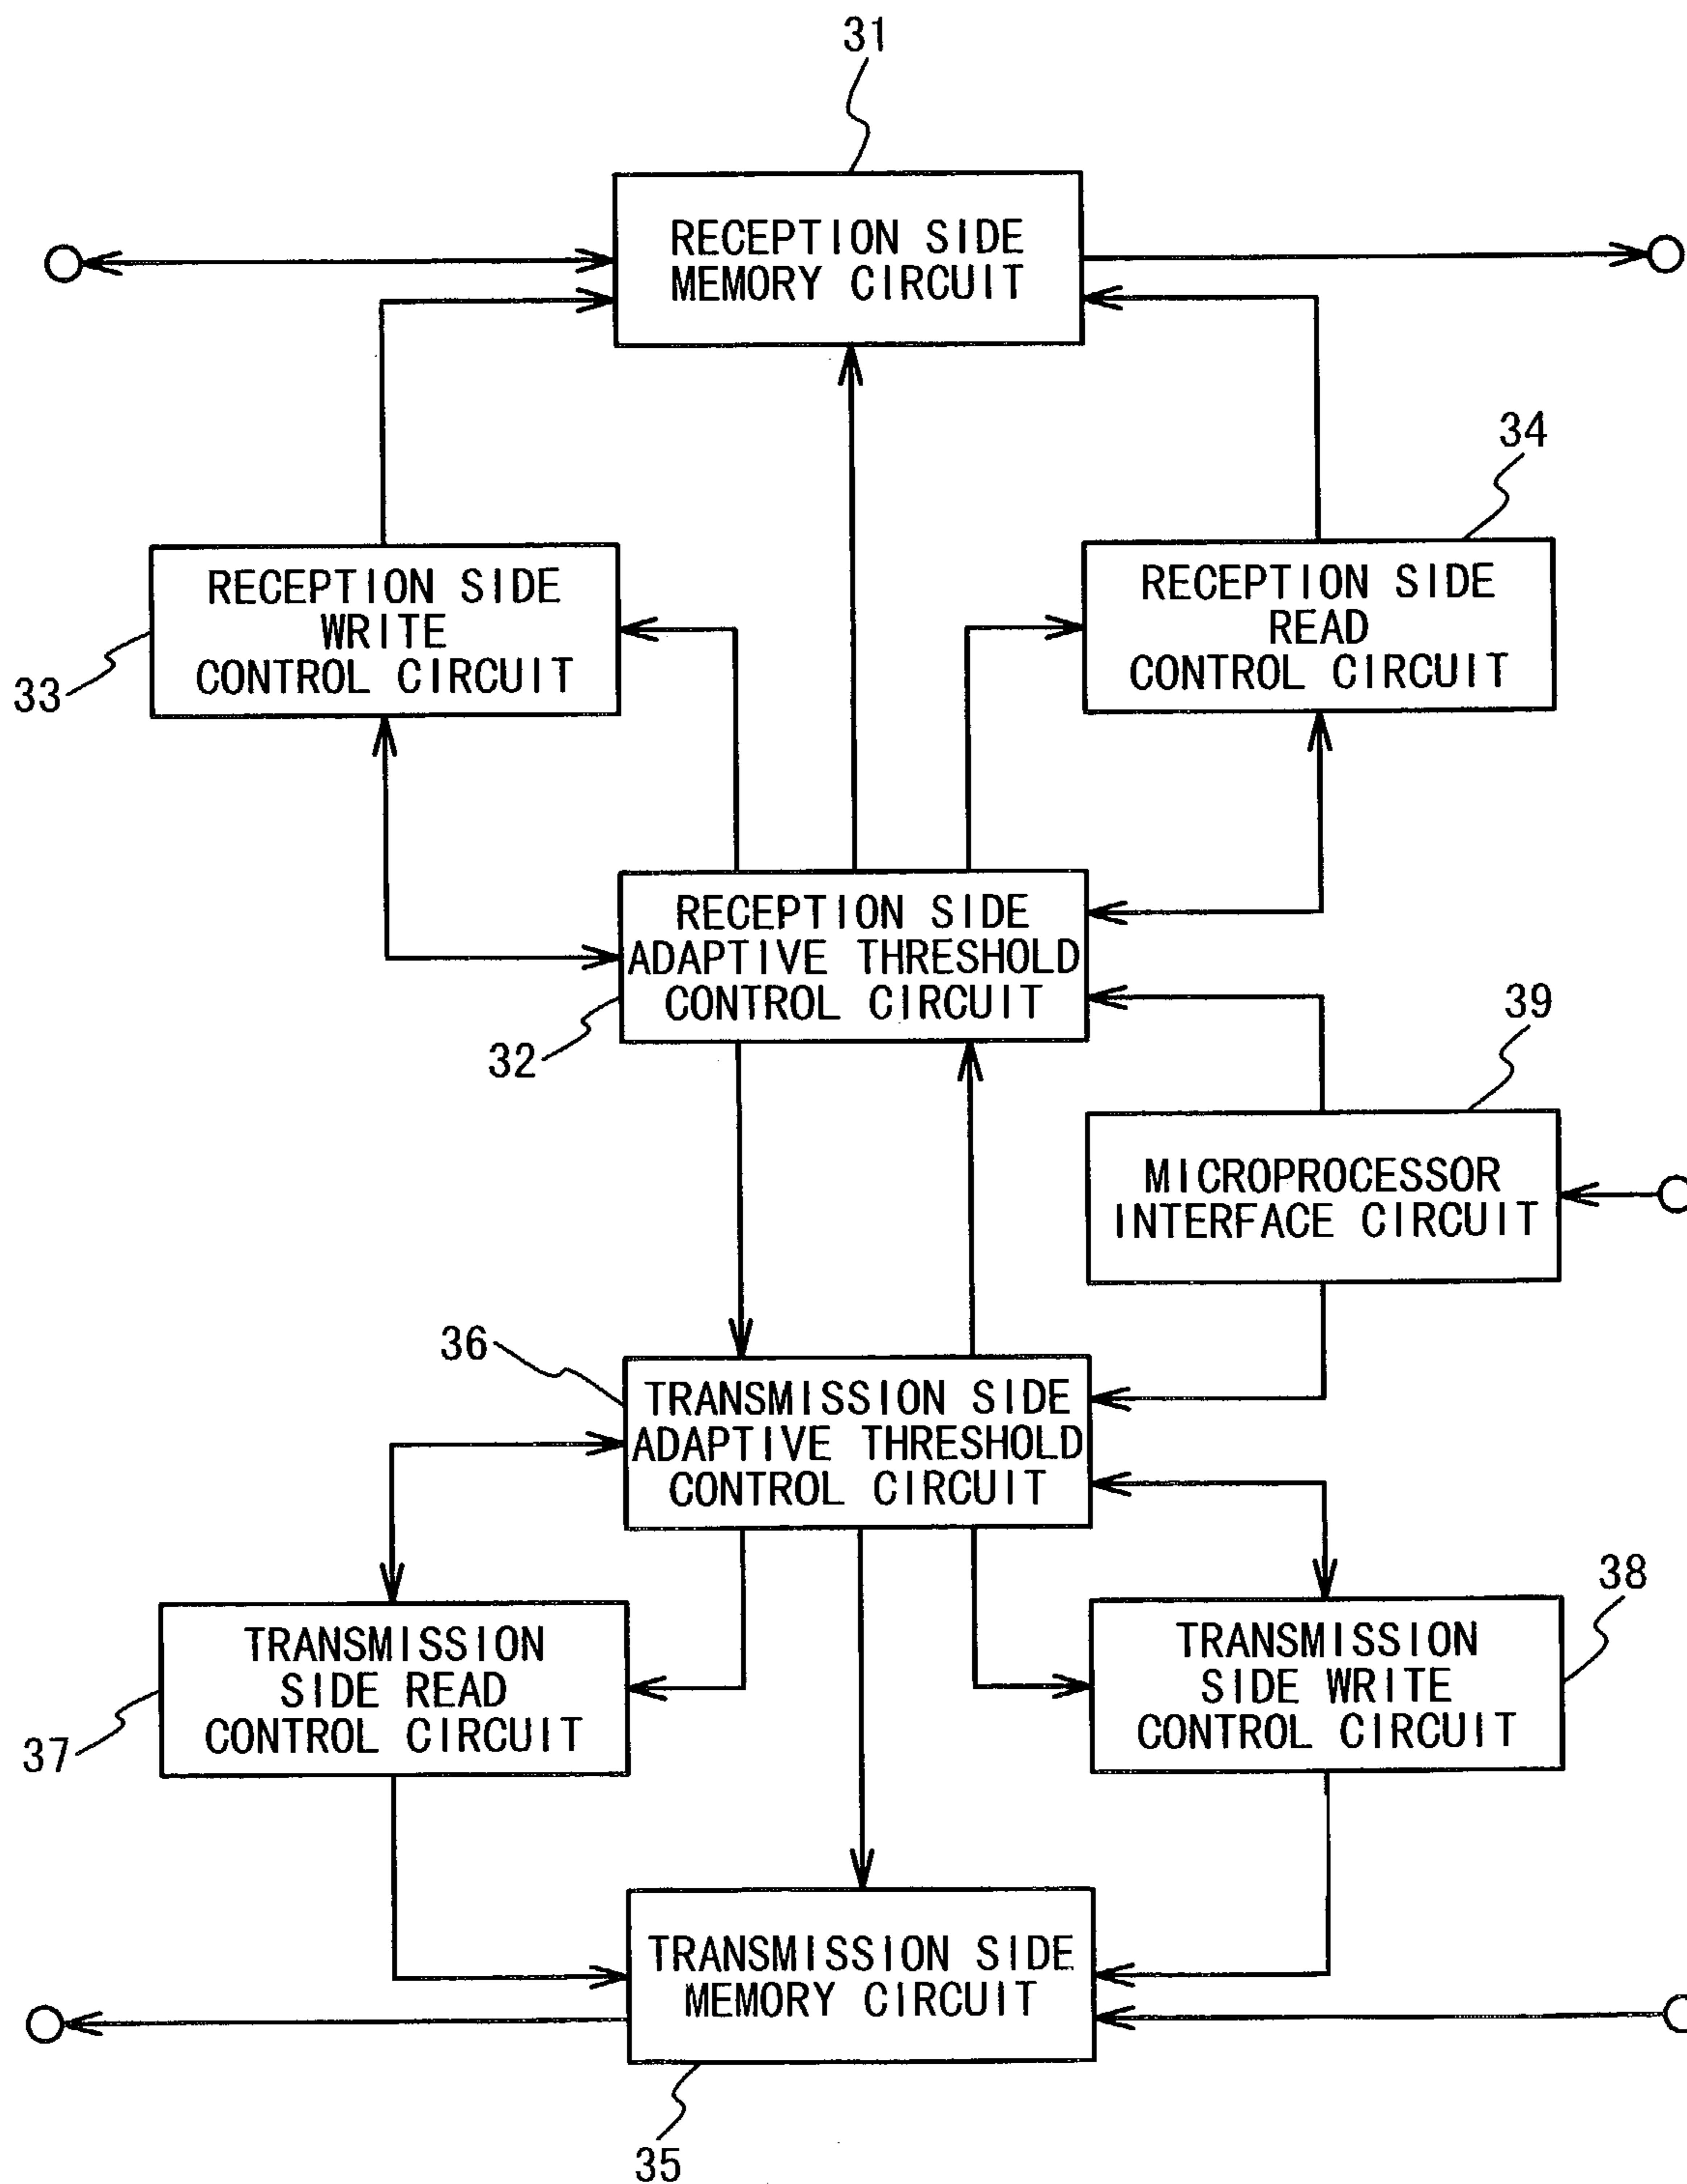 31
RECEPTION SIDE
MEMORY CIRCUIT
34
RECEPTION SIDE
WRITE
CONTROL CIRCUIT
33
RECEPTION SIDE
READ
CONTROL CIRCUIT
RECEPTION SIDE
ADAPTIVE THRESHOLD
CONTROL CIRCUIT
32
39
MICROPROCESSOR
INTERFACE CIRCUIT
36
TRANSMISSION SIDE
ADAPTIVE THRESHOLD
CONTROL CIRCUIT
38
TRANSMISSION
SIDE READ
CONTROL CIRCUIT
37
TRANSMISSION
SIDE WRITE
CONTROL CIRCUIT
TRANSMISSION SIDE
MEMORY CIRCUIT
35